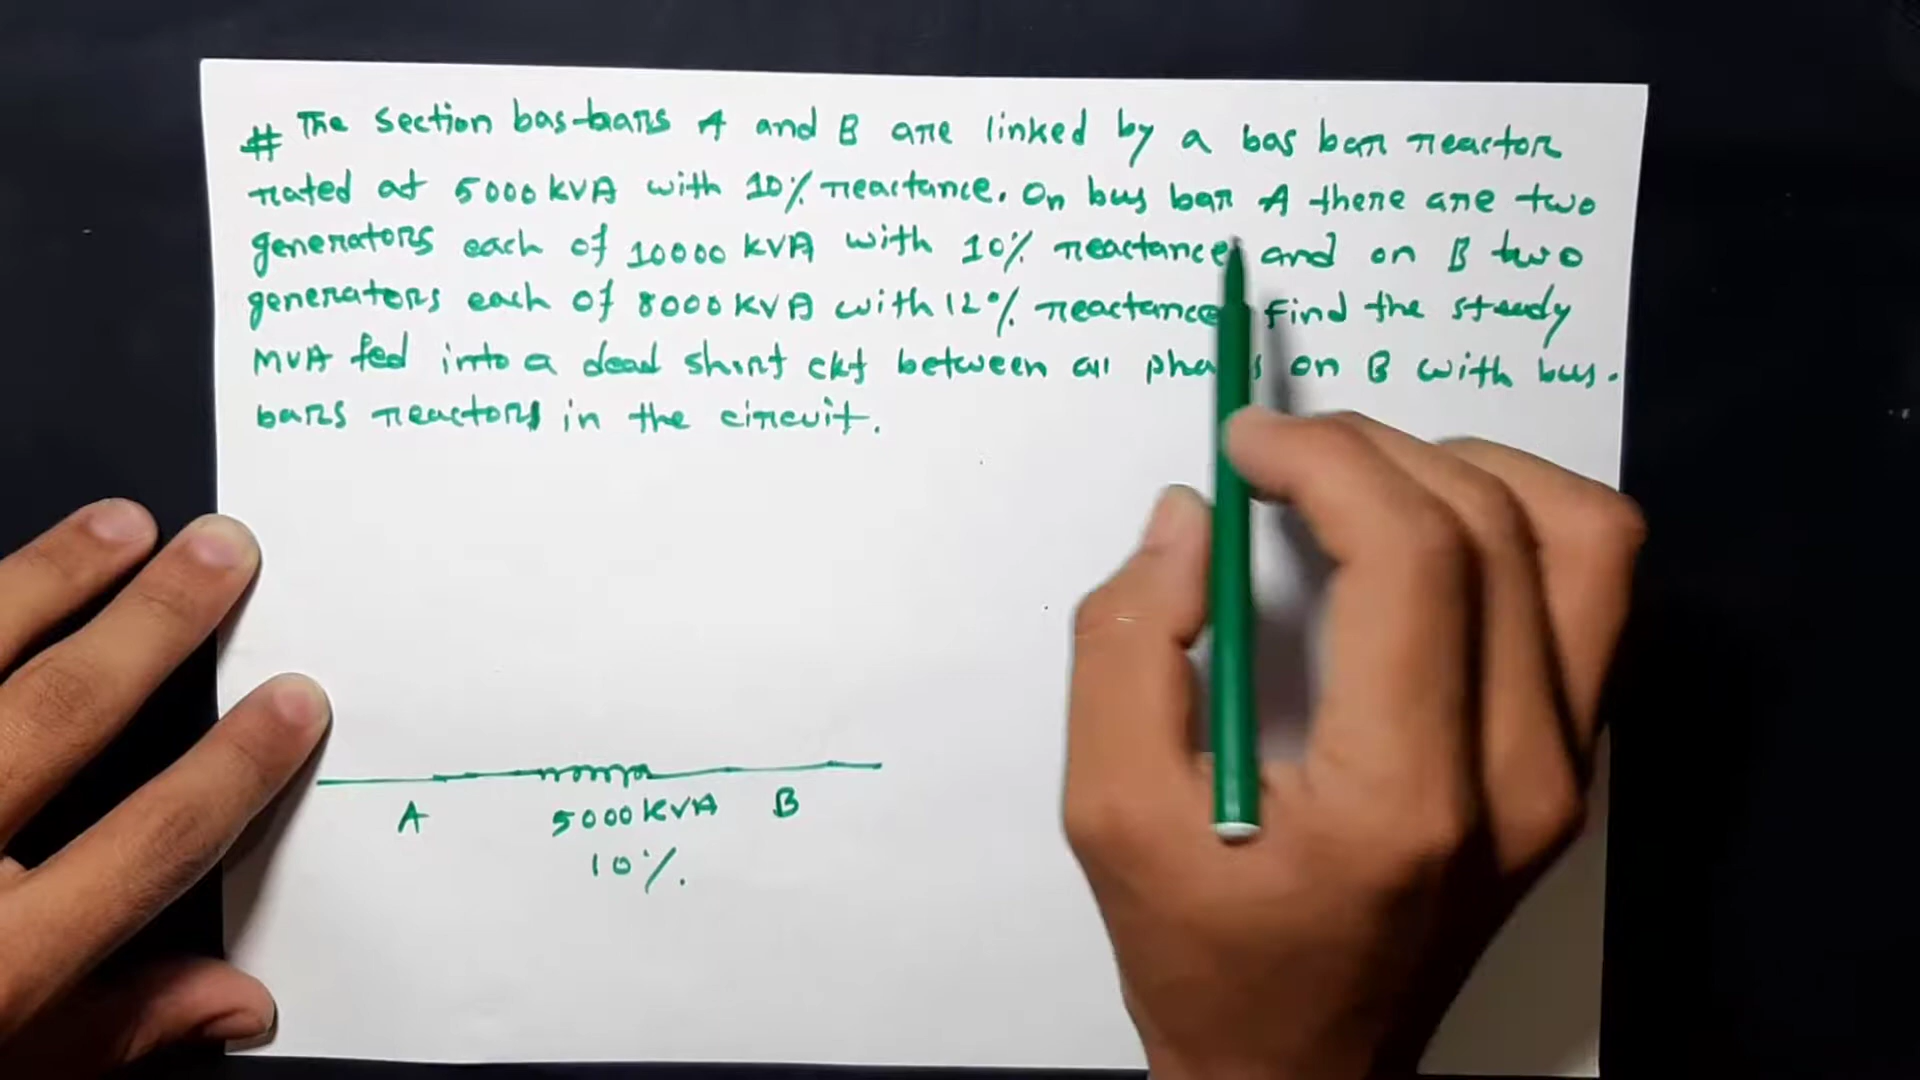 # The section bas-bars A and B are linked by a bas bar reactor
rated at 5000 KVA with 10% reactance. On bus bar A there are two
generators each of 10000 KVA with 10% reactance and on B two
generators each of 8000 KVA with 12% reactance Find the steady
MVA fed into a dead short ckt between all on B with bus.
bars reactors in the circuit.
A 5000 KVA B
10%.